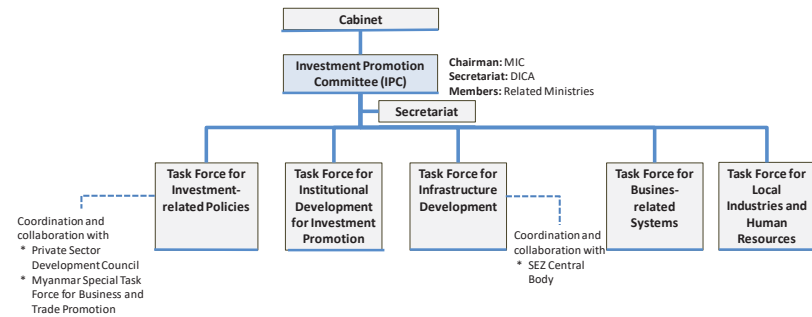 Cabinet
Investment Promotion
Committee (IPC)
Chairman: MIC
Secretariat: DICA
Members: Related Ministries
Secretariat
Task Force for
Investment-
related Policies
Task Force for
Institutional
Development
for Investment
Promotion
Task Force for
Infrastructure
Development
Task Force for
Busines-
related
Systems
Task Force for
Local
Industries and
Human
Resources
Coordination and
collaboration with
* Private Sector
Development Council
* Myanmar Special Task
Force for Business and
Trade Promotion
Coordination and
collaboration with
* SEZ Central
Body